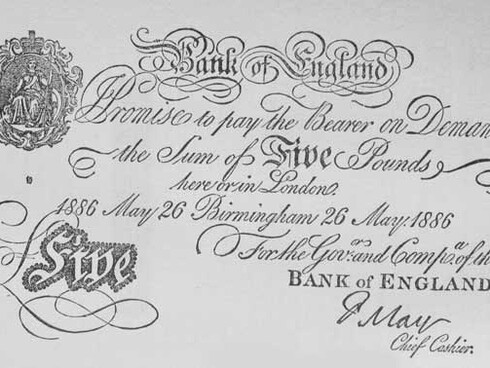 Bank of England
Promise to pay the Bearer on Deman
the Sum of Five Pounds
here or in London.
1886 May 26 Birmingham 26 May. 1886
For the Gov.ors and Comp.a of the
BANK of ENGLAND
Five
F. May
Chief Cashier.